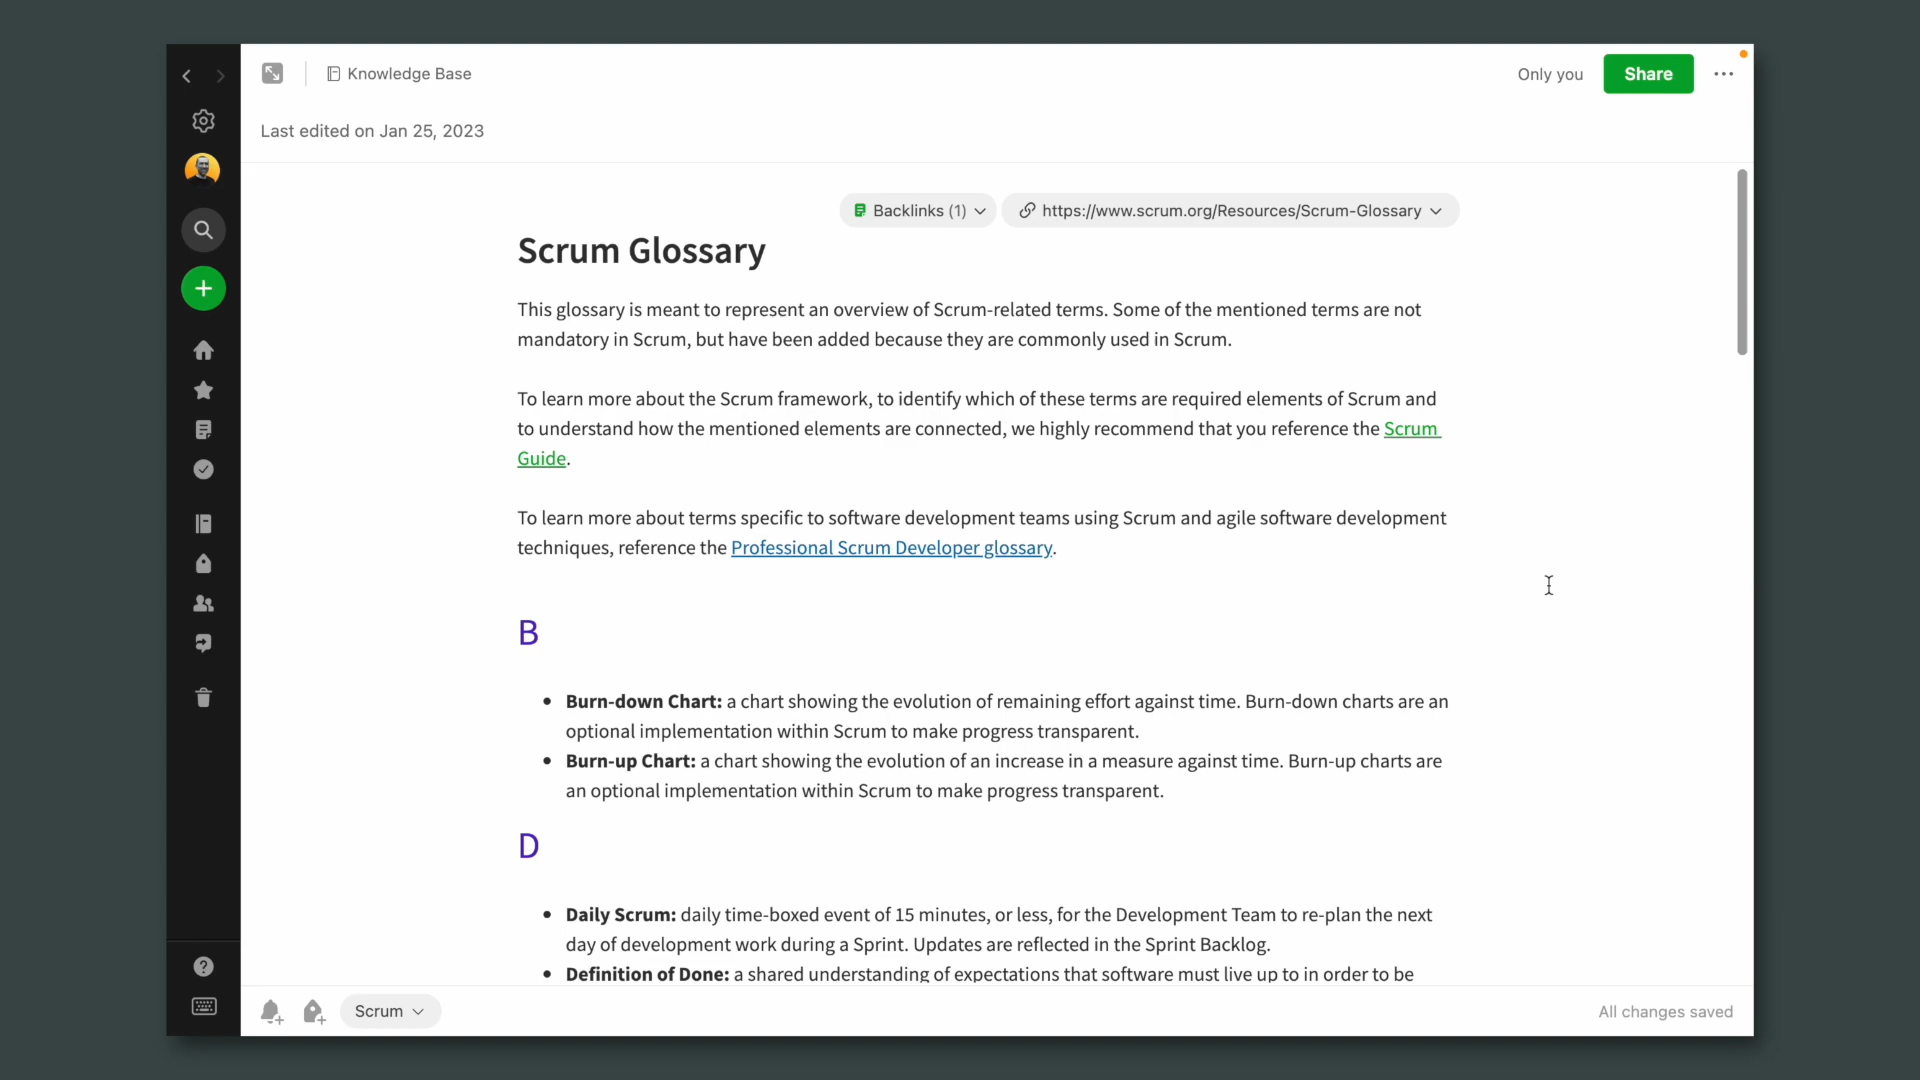 Knowledge Base
Only you
Share
Last edited on Jan 25, 2023
Backlinks (1)
https://www.scrum.org/Resources/Scrum-Glossary
Scrum Glossary
This glossary is meant to represent an overview of Scrum-related terms. Some of the mentioned terms are not
mandatory in Scrum, but have been added because they are commonly used in Scrum.
To learn more about the Scrum framework, to identify which of these terms are required elements of Scrum and
to understand how the mentioned elements are connected, we highly recommend that you reference the Scrum
Guide.
To learn more about terms specific to software development teams using Scrum and agile software development
techniques, reference the Professional Scrum Developer glossary.
B
• Burn-down Chart: a chart showing the evolution of remaining effort against time. Burn-down charts are an
optional implementation within Scrum to make progress transparent.
• Burn-up Chart: a chart showing the evolution of an increase in a measure against time. Burn-up charts are
an optional implementation within Scrum to make progress transparent.
D
• Daily Scrum: daily time-boxed event of 15 minutes, or less, for the Development Team to re-plan the next
day of development work during a Sprint. Updates are reflected in the Sprint Backlog.
• Definition of Done: a shared understanding of expectations that software must live up to in order to be
Scrum
All changes saved